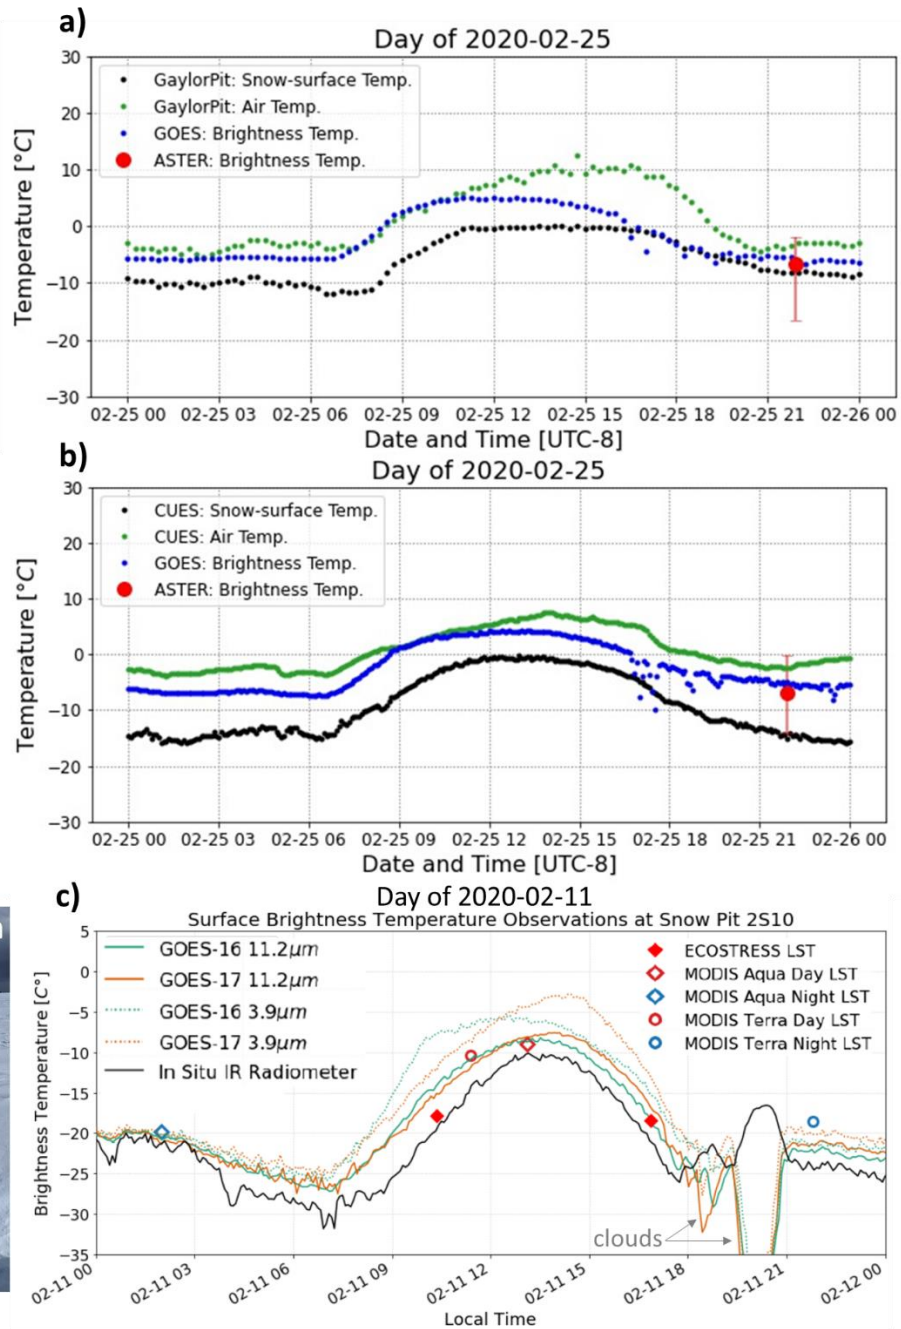 a)
Day of 2020-02-25
GaylorPit: Snow-surface Temp.
GaylorPit: Air Temp.
GOES: Brightness Temp.
ASTER: Brightness Temp.
Temperature [°C]
30
20
10
0
−10
−20
−30
02-25 00 02-25 03 02-25 06 02-25 09 02-25 12 02-25 15 02-25 18 02-25 21 02-26 00
Date and Time [UTC-8]
b)
Day of 2020-02-25
CUES: Snow-surface Temp.
CUES: Air Temp.
GOES: Brightness Temp.
ASTER: Brightness Temp.
Temperature [°C]
30
20
10
0
−10
−20
−30
02-25 00 02-25 03 02-25 06 02-25 09 02-25 12 02-25 15 02-25 18 02-25 21 02-26 00
Date and Time [UTC-8]
c)
Day of 2020-02-11
Surface Brightness Temperature Observations at Snow Pit 2S10
GOES-16 11.2μm
GOES-17 11.2μm
GOES-16 3.9μm
GOES-17 3.9μm
In Situ IR Radiometer
ECOSTRESS LST
MODIS Aqua Day LST
MODIS Aqua Night LST
MODIS Terra Day LST
MODIS Terra Night LST
Brightness Temperature [C°]
5
0
−5
−10
−15
−20
−25
−30
−35
clouds
02-11 00 02-11 03 02-11 06 02-11 09 02-11 12 02-11 15 02-11 18 02-11 21 02-12 00
Local Time